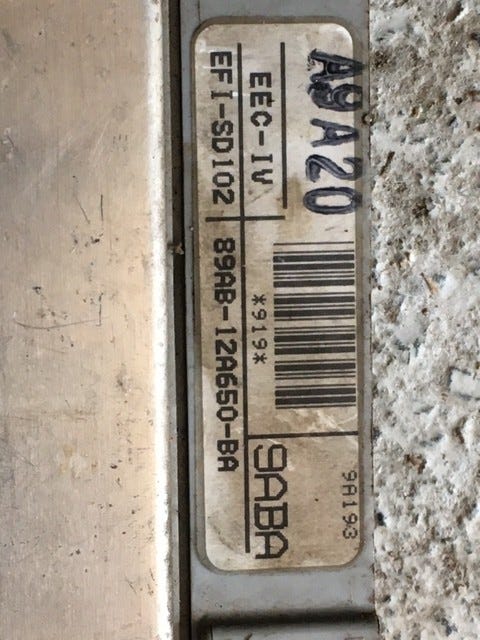 A9A20
9A193
EEC-IV
*919*
9ABA
EFI-SD102
89AB-12A650-BA